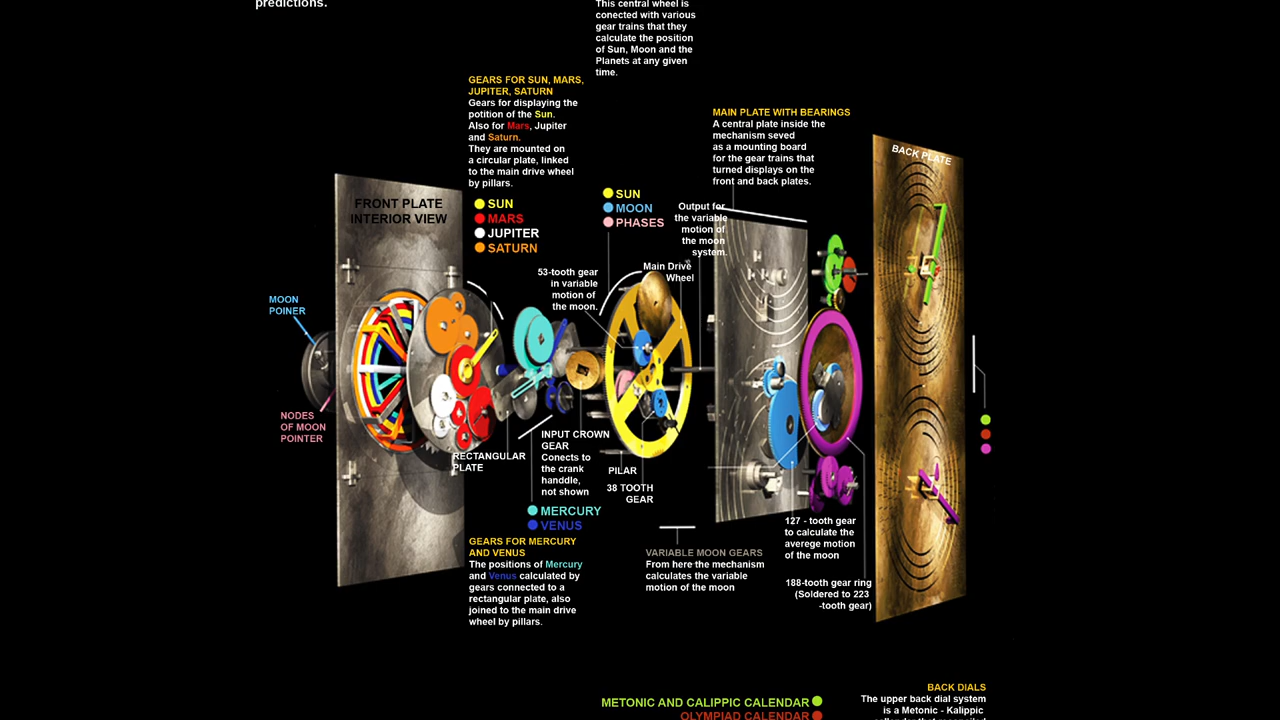 predictions.
This central wheel is
conected with various
gear trains that they
calculate the position
of Sun, Moon and the
Planets at any given
time.
GEARS FOR SUN, MARS,
JUPITER, SATURN
Gears for displaying the
potition of the Sun.
Also for Mars, Jupiter
and Saturn.
They are mounted on
a circular plate, linked
to the main drive wheel
by pillars.
MAIN PLATE WITH BEARINGS
A central plate inside the
mechanism seved
as a mounting board
for the gear trains that
turned displays on the
front and back plates.
BACK PLATE
FRONT PLATE
INTERIOR VIEW
SUN
MARS
JUPITER
SATURN
SUN
MOON
PHASES
Output for
the variable
motion of
the moon
system.
Main Drive
Wheel
53-tooth gear
in variable
motion of
the moon.
MOON
POINER
NODES
OF MOON
POINTER
RECTANGULAR
PLATE
INPUT CROWN
GEAR
Conects to
the crank
handdle,
not shown
PILAR
38 TOOTH
GEAR
MERCURY
VENUS
GEARS FOR MERCURY
AND VENUS
The positions of Mercury
and Venus calculated by
gears connected to a
rectangular plate, also
joined to the main drive
wheel by pillars.
VARIABLE MOON GEARS
From here the mechanism
calculates the variable
motion of the moon
127 - tooth gear
to calculate the
averege motion
of the moon
188-tooth gear ring
(Soldered to 223
-tooth gear)
METONIC AND CALIPPIC CALENDAR
OLYMPIAD CALENDAR
BACK DIALS
The upper back dial system
is a Metonic - Kalippic